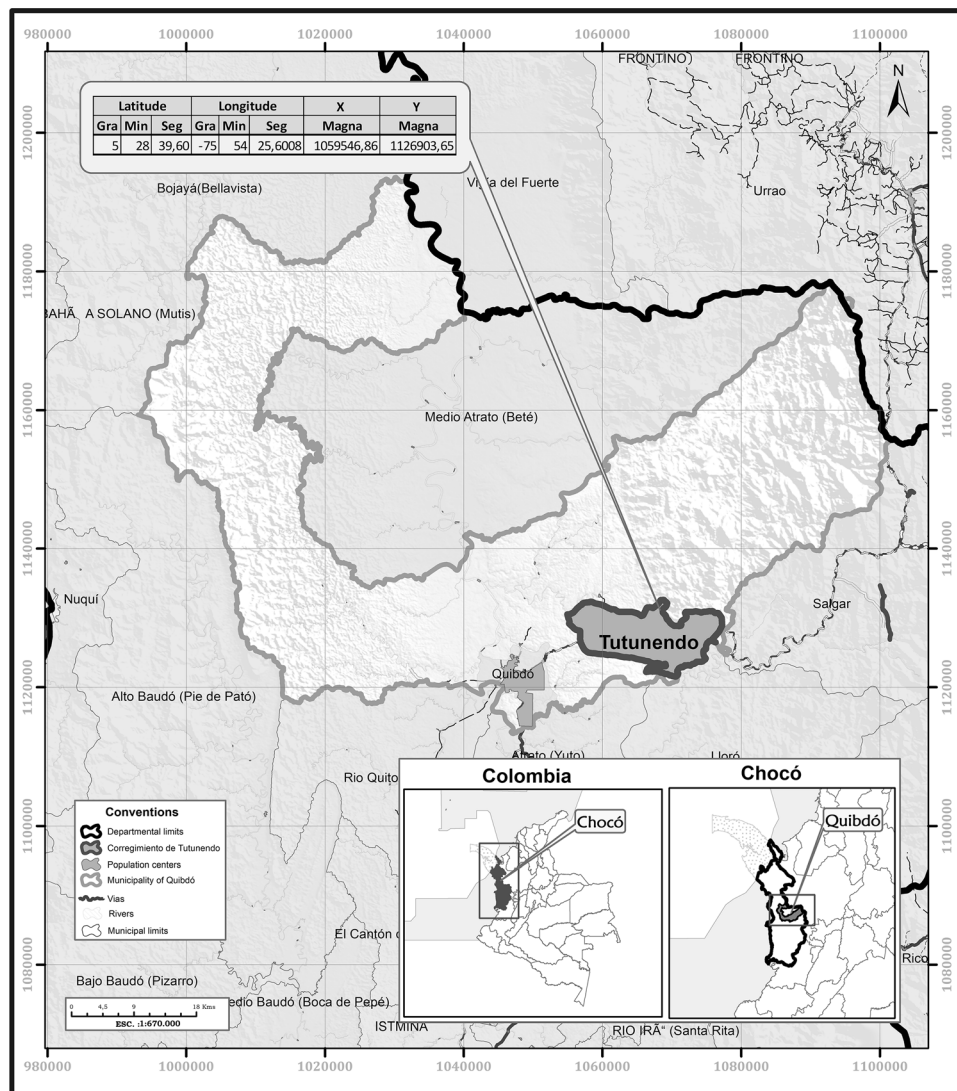 980000 1000000 1020000 1040000 1060000 1080000 1100000
FRONTINO FRONTINO
N
Latitude Longitude X Y
Gra Min Seg Gra Min Seg Magna Magna
5 28 39,60 -75 54 25,6008 1059546,86 1126903,65
1200000 1200000
Bojayá(Bellavista)
del Fuerte
Urrao
1180000 1180000
A SOLANO (Mutis)
1160000 1160000
Medio Atrato (Beté)
1140000 1140000
Nuquí
Salgar
Tutunendo
Quibdó
1120000 1120000
Alto Baudó (Pie de Pató)
Atrato (Yuto)
Lloró
Rio Quito
Colombia
Chocó
Chocó
Quibdó
1100000 1100000
Conventions
Departmental limits
Corregimiento de Tutunendo
Population centers
Municipality of Quibdó
Vias
Rivers
Municipal limits
El Cantón
Rico
1080000 1080000
Bajo Baudó (Pizarro)
edio Baudó (Boca de Pepé)
0 4,5 9 18 Kms
ESC. :1:670.000
ISTMINA
RIO IRÃ“ (Santa Rita)
980000 1000000 1020000 1040000 1060000 1080000 1100000